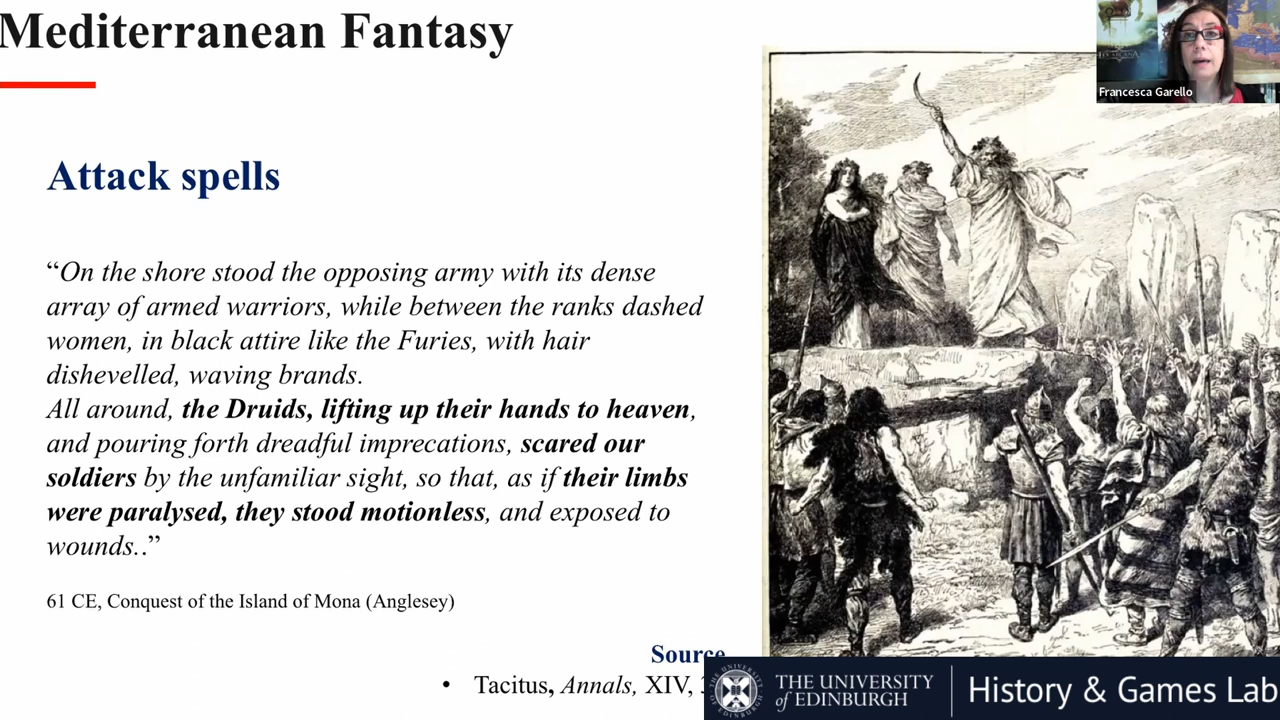 Mediterranean Fantasy
Francesca Garello
Attack spells
“On the shore stood the opposing army with its dense
array of armed warriors, while between the ranks dashed
women, in black attire like the Furies, with hair
dishevelled, waving brands.
All around, the Druids, lifting up their hands to heaven,
and pouring forth dreadful imprecations, scared our
soldiers by the unfamiliar sight, so that, as if their limbs
were paralysed, they stood motionless, and exposed to
wounds..”
61 CE, Conquest of the Island of Mona (Anglesey)
Source
• Tacitus, Annals, XIV,
THE UNIVERSITY
of EDINBURGH
History & Games Lab